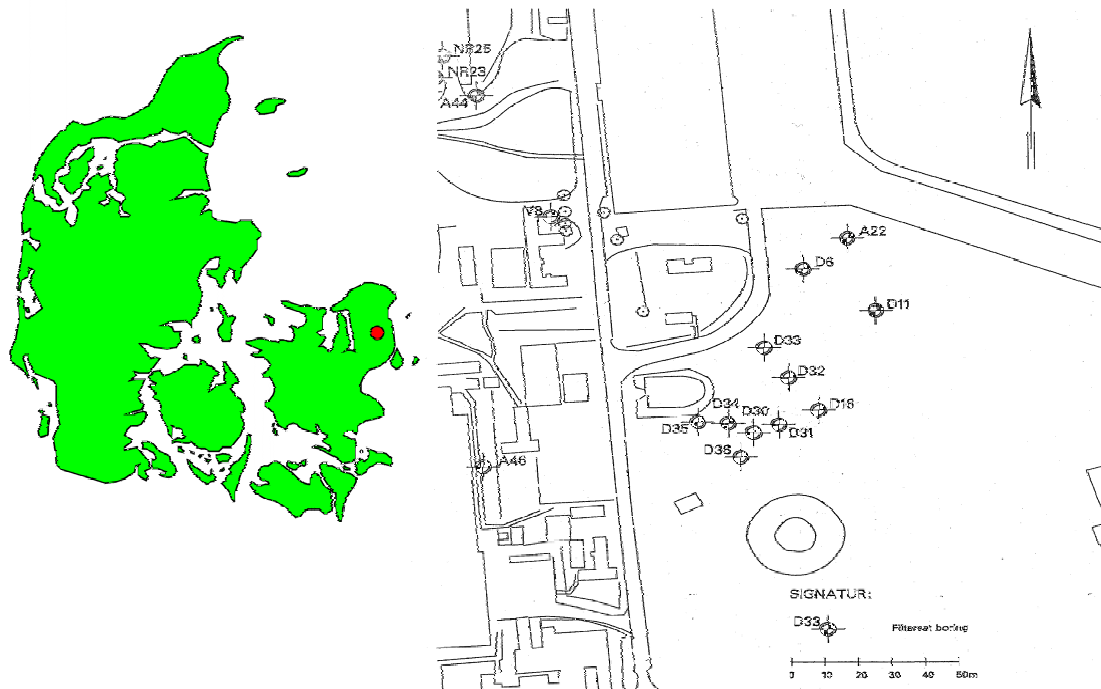 NR25
NR23
A44
V8
A22
D6
D11
D33
D32
D18
D34
D30
D35
D31
D36
A46
SIGNATUR:
D33
Filtersat boring
0 10 20 30 40 50m